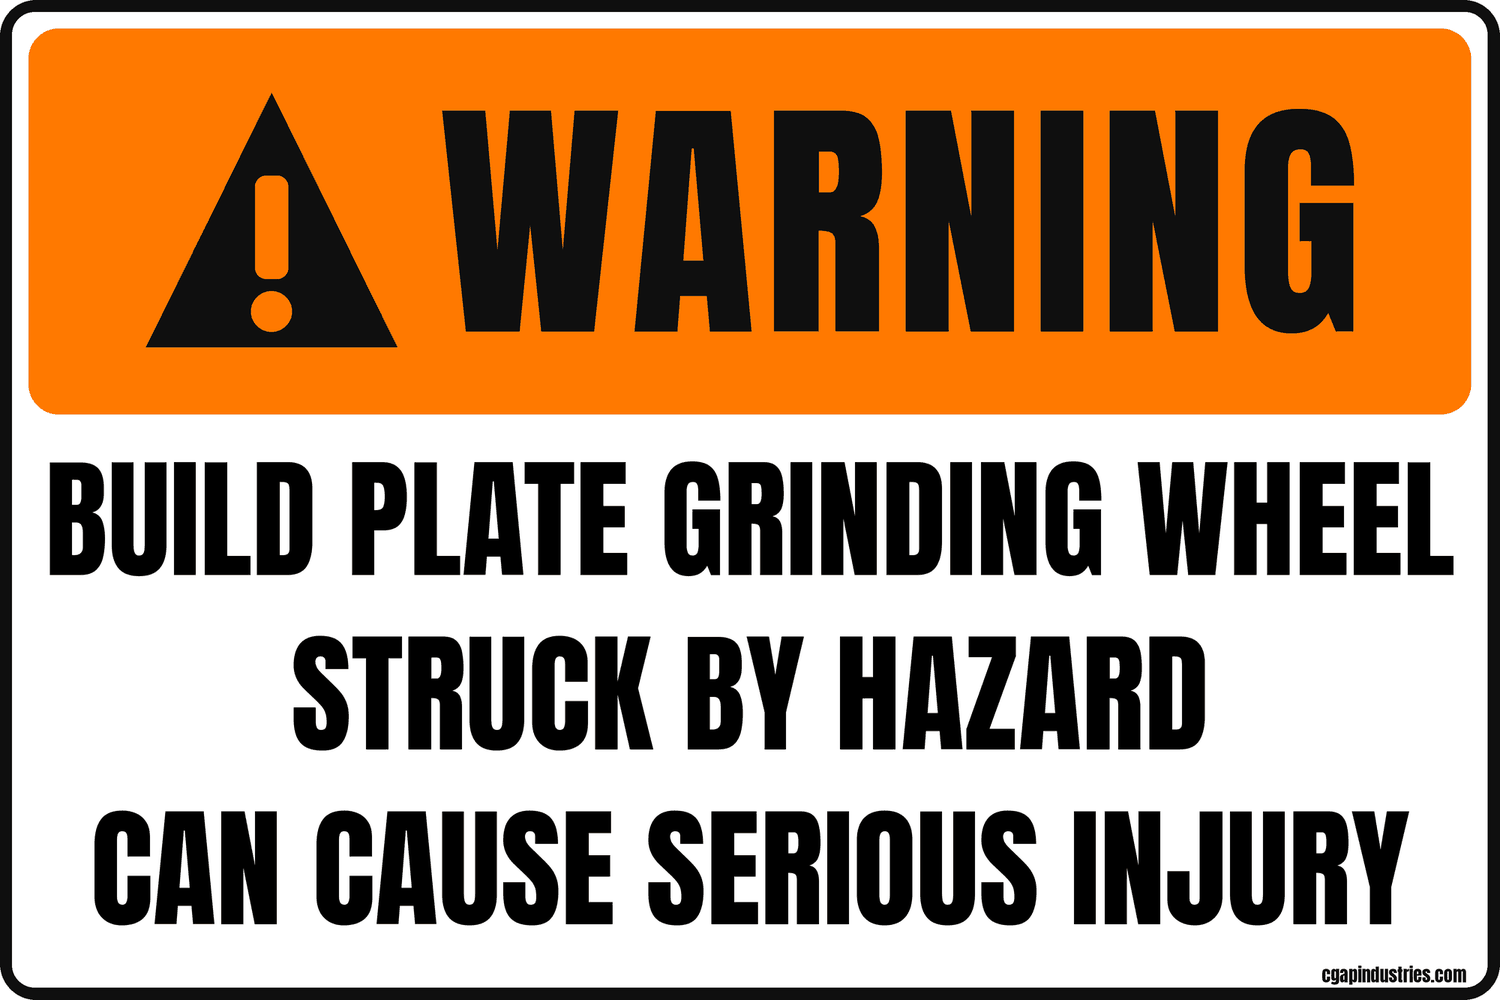 WARNING
BUILD PLATE GRINDING WHEEL
STRUCK BY HAZARD
CAN CAUSE SERIOUS INJURY
cgapindustries.com